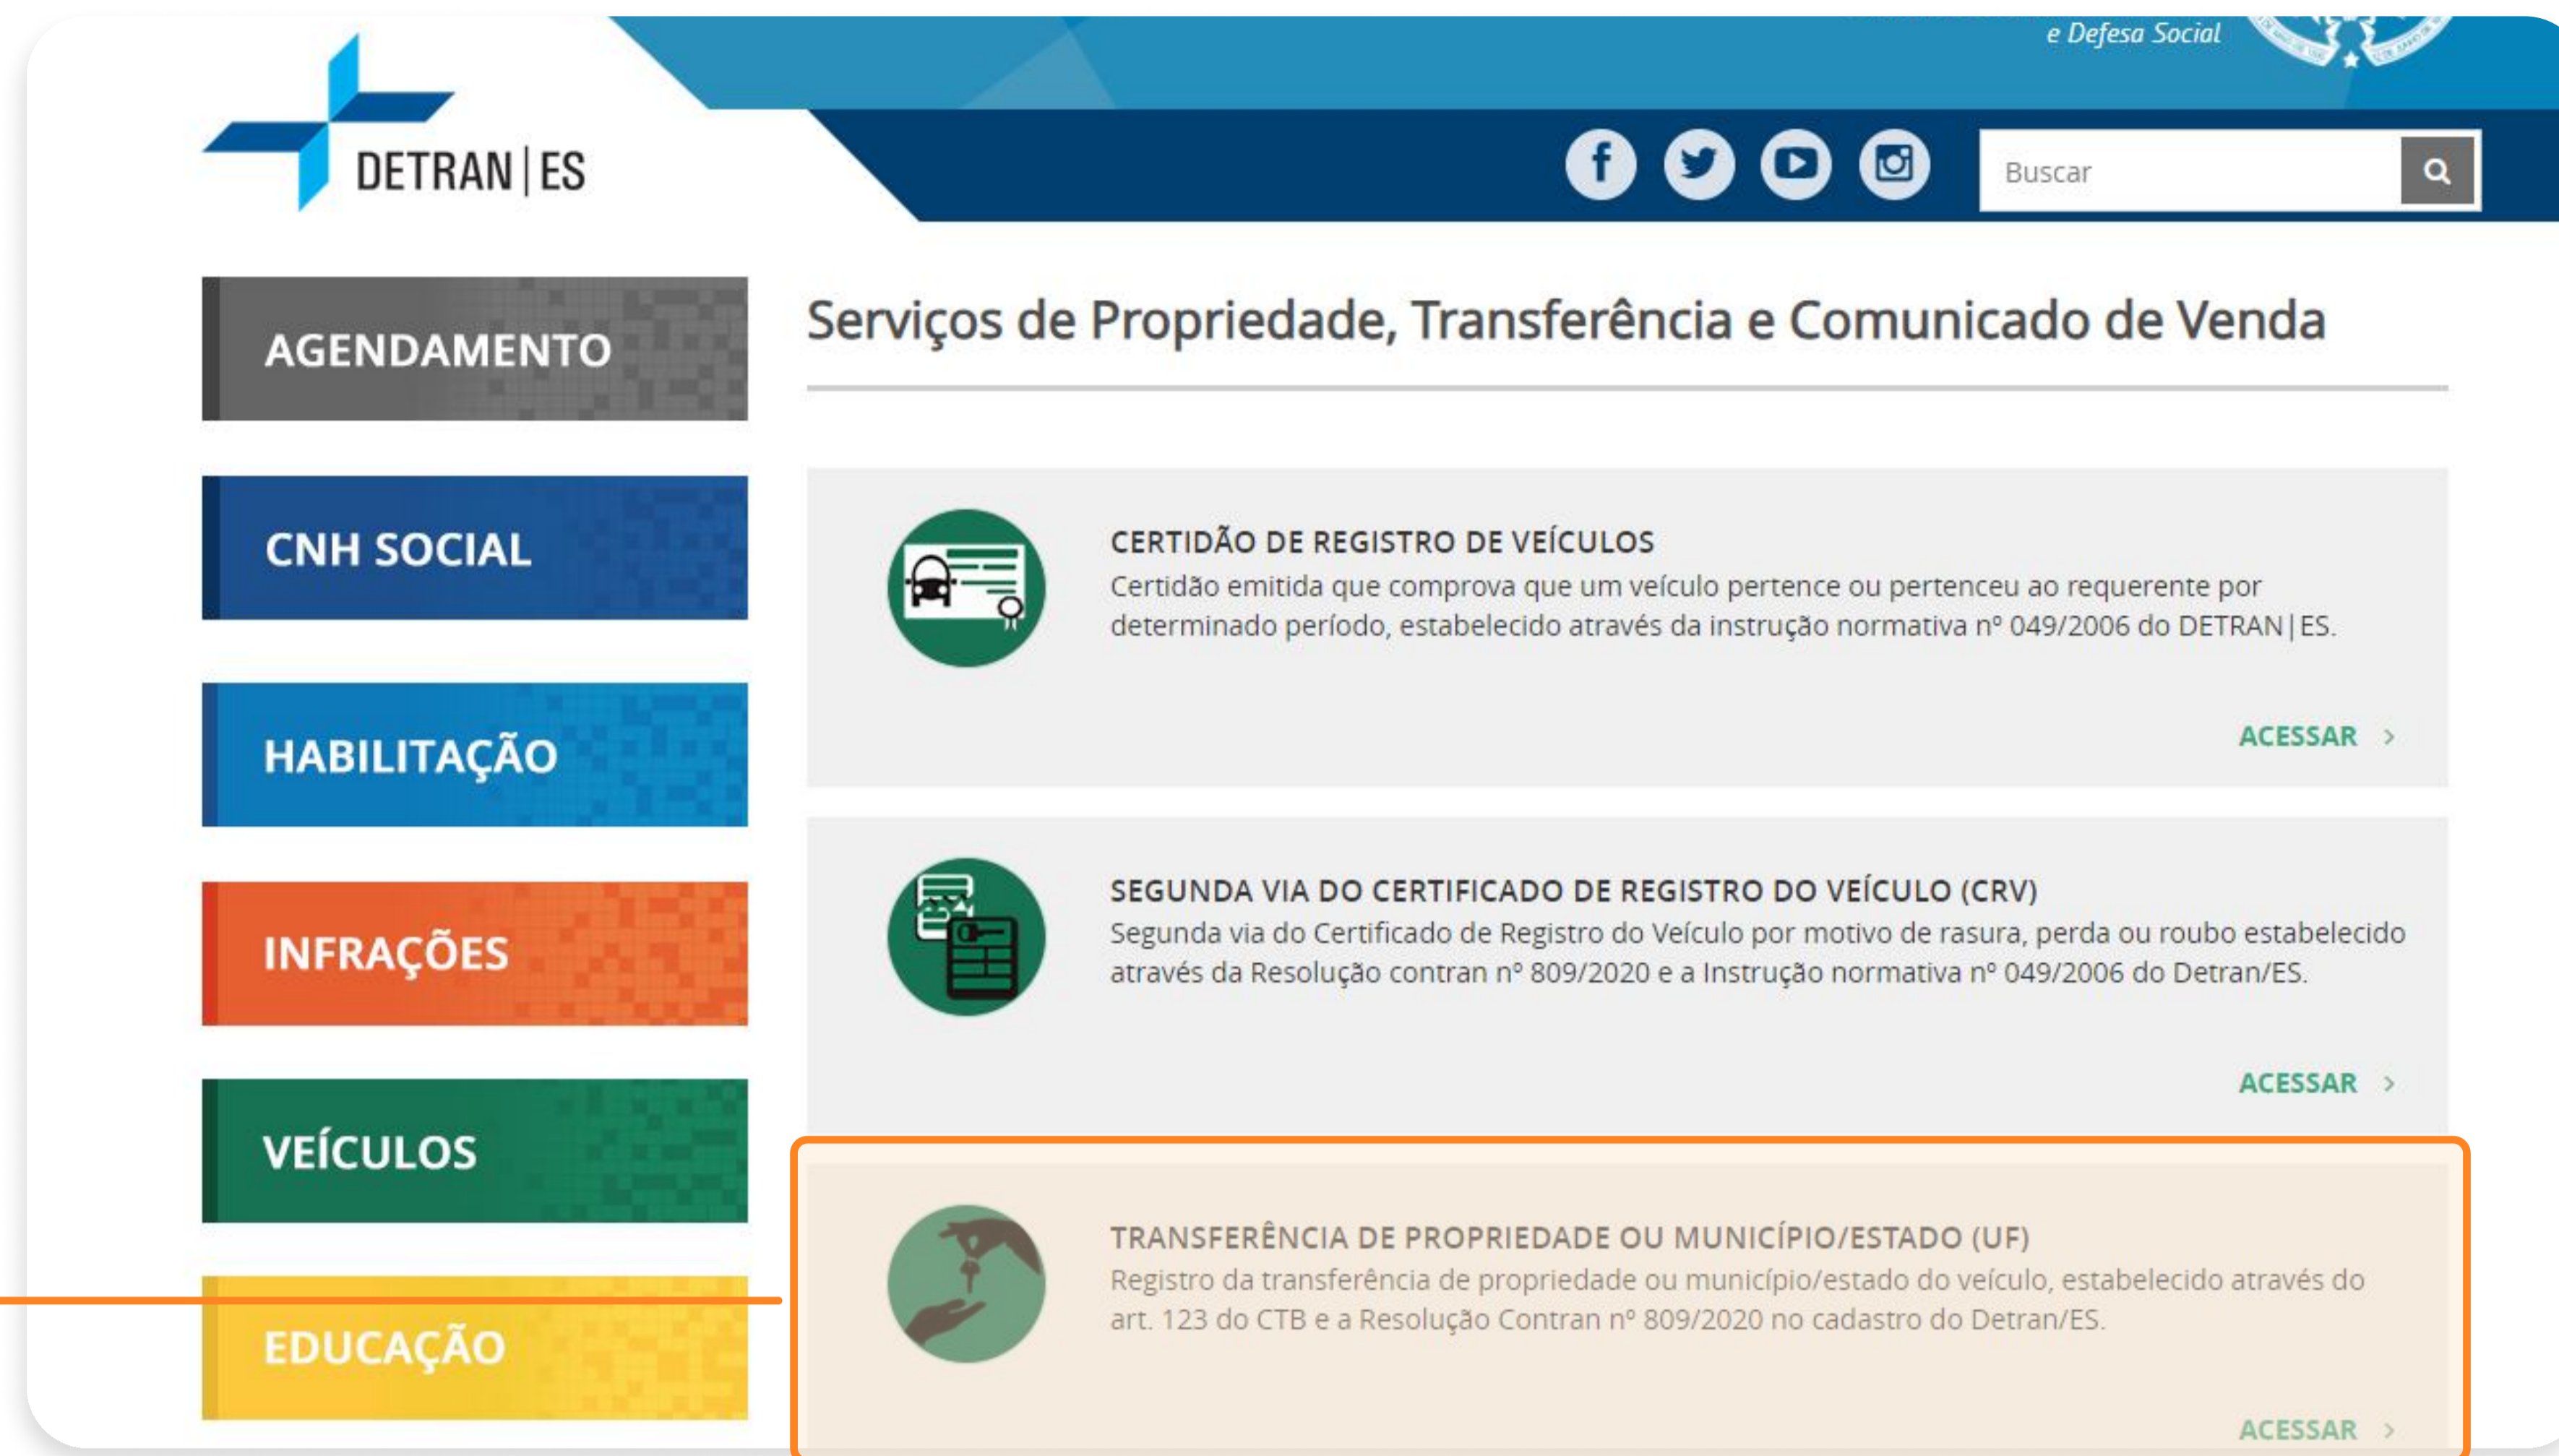 e Defesa Social
DETRAN|ES
Buscar
AGENDAMENTO
CNH SOCIAL
HABILITAÇÃO
INFRAÇÕES
VEÍCULOS
EDUCAÇÃO
Serviços de Propriedade, Transferência e Comunicado de Venda
CERTIDÃO DE REGISTRO DE VEÍCULOS
Certidão emitida que comprova que um veículo pertence ou pertenceu ao requerente por
determinado período, estabelecido através da instrução normativa nº 049/2006 do DETRAN|ES.
ACESSAR
SEGUNDA VIA DO CERTIFICADO DE REGISTRO DO VEÍCULO (CRV)
Segunda via do Certificado de Registro do Veículo por motivo de rasura, perda ou roubo estabelecido
através da Resolução contran nº 809/2020 e a Instrução normativa nº 049/2006 do Detran/ES.
ACESSAR
TRANSFERÊNCIA DE PROPRIEDADE OU MUNICÍPIO/ESTADO (UF)
Registro da transferência de propriedade ou município/estado do veículo, estabelecido através do
art. 123 do CTB e a Resolução Contran nº 809/2020 no cadastro do Detran/ES.
ACESSAR